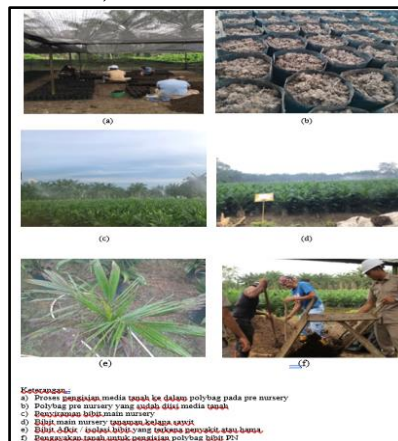 (a)
(b)
(c)
(d)
(e)
(f)
Keterangan :
a) Proses pengisian media tanah ke dalam polybag pada pre nursery
b) Polybag pre nursery yang sudah diisi media tanah
c) Penyiraman bibit main nursery
d) Bibit main nursery tanaman kelapa sawit
e) Bibit Afkir / isolasi bibit yang terkena penyakit atau hama.
f) Pengayakan tanah untuk pengisian polybag bibit PN